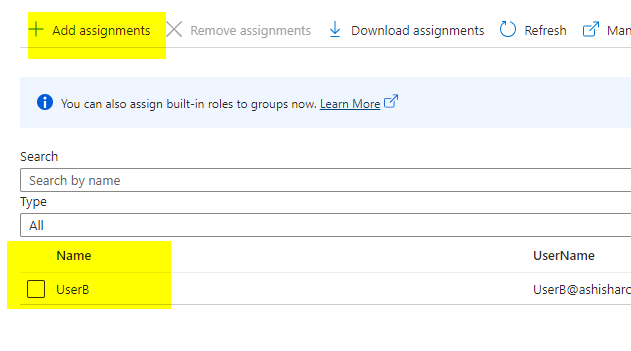 Add assignments Remove assignments Download assignments Refresh Man
You can also assign built-in roles to groups now. Learn More
Search
Search by name
Type
All
Name UserName
UserB UserB@ashisharo